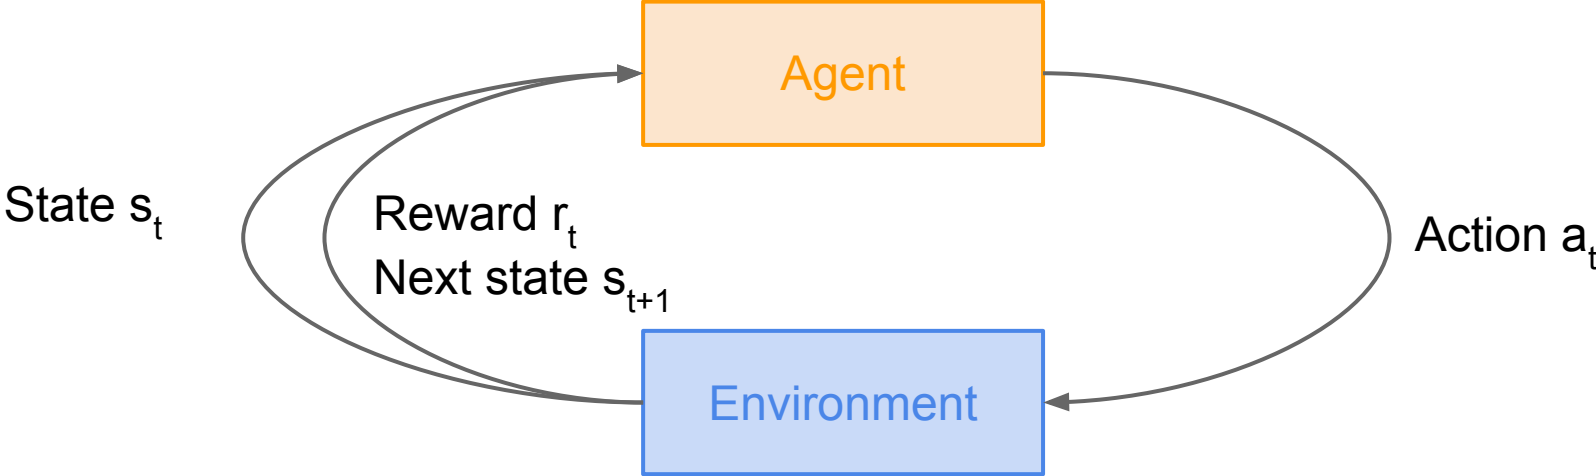 Agent
State sₜ
Reward rₜ
Next state sₜ₊₁
Action aₜ
Environment